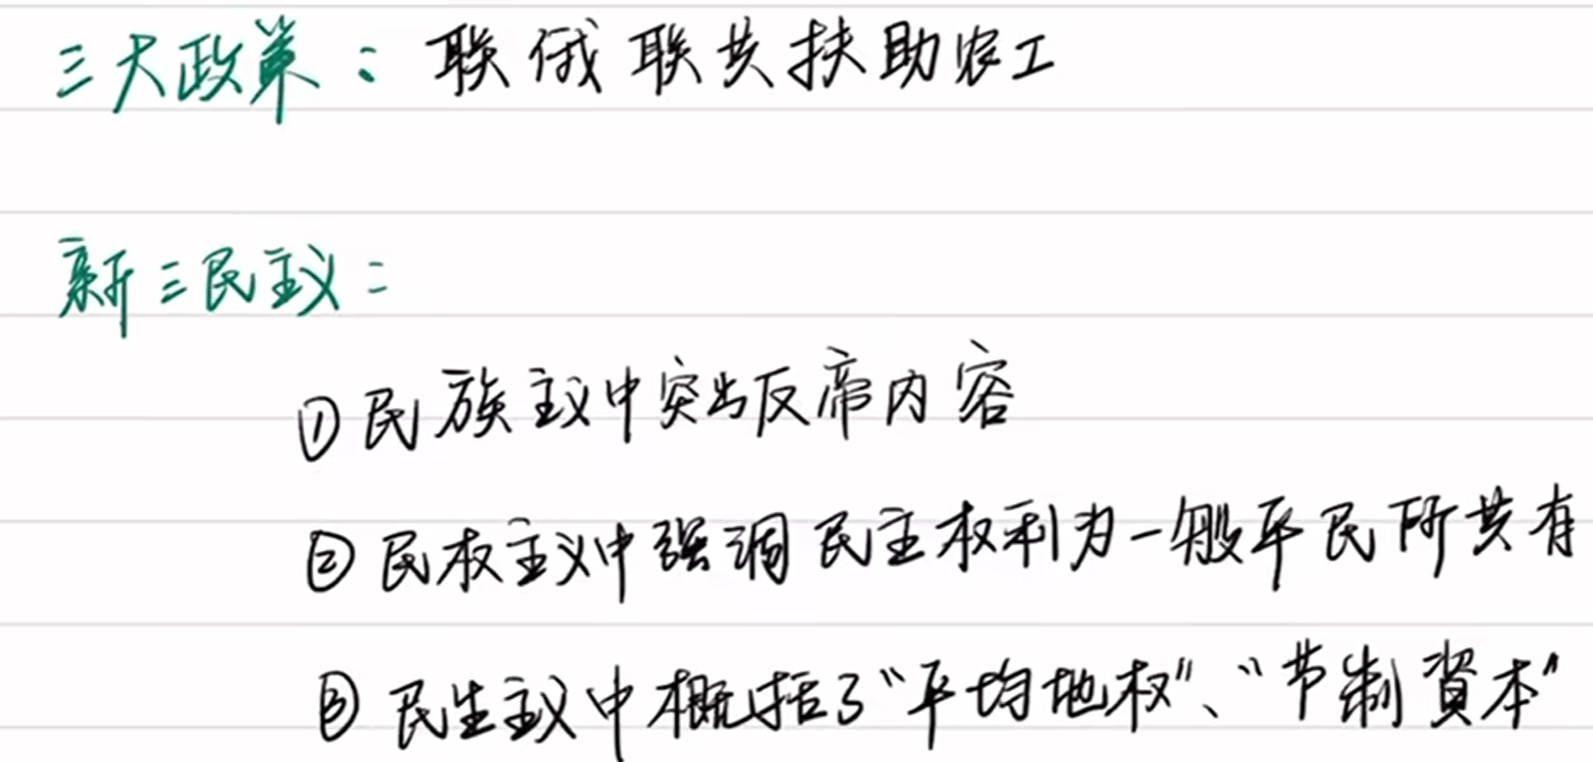 三大政策：联俄联共扶助农工
新三民主义：
①民族主义中突出反帝内容
②民权主义中强调民主权利为一般平民所共有
③民生主义中概括了“平均地权”、“节制資本”